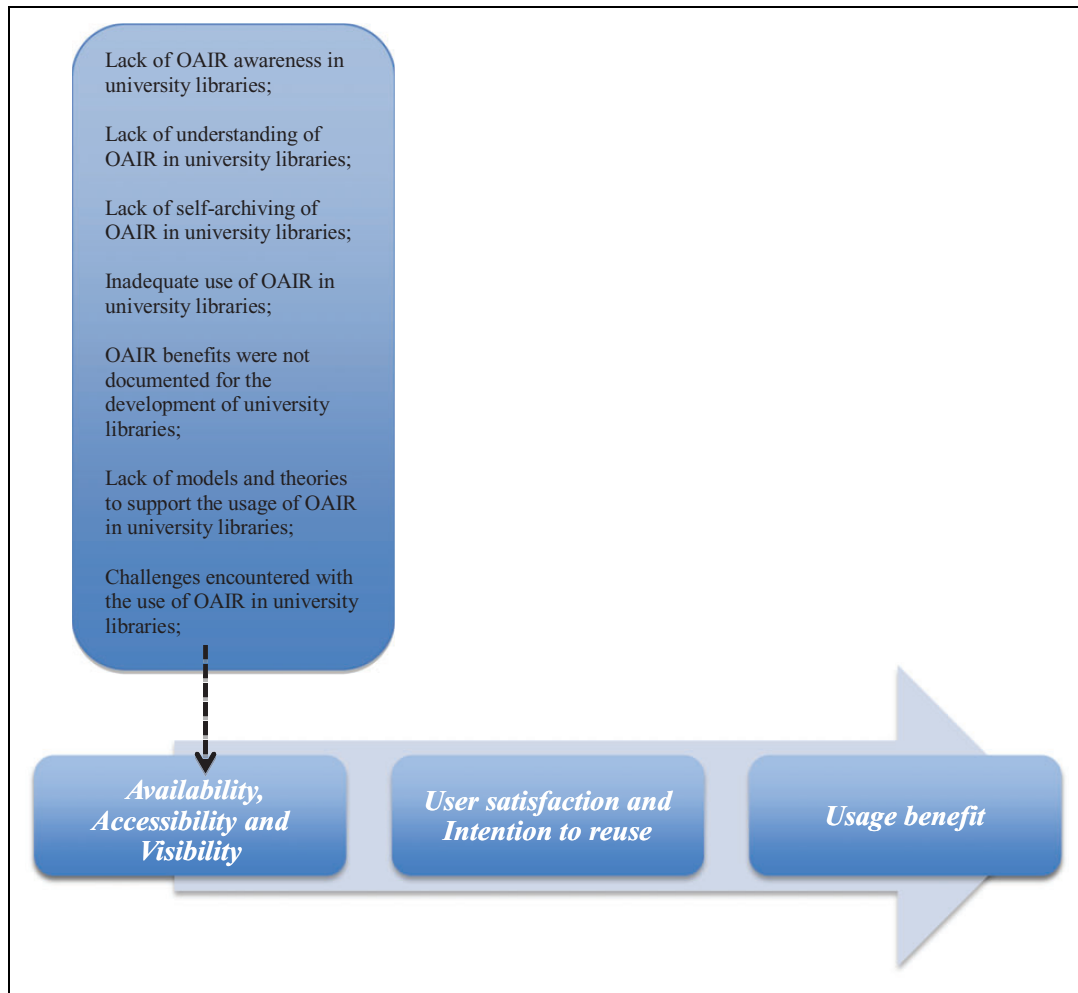 Lack of OAIR awareness in
university libraries;
Lack of understanding of
OAIR in university libraries;
Lack of self-archiving of
OAIR in university libraries;
Inadequate use of OAIR in
university libraries;
OAIR benefits were not
documented for the
development of university
libraries;
Lack of models and theories
to support the usage of OAIR
in university libraries;
Challenges encountered with
the use of OAIR in university
libraries;
Availability,
Accessibility and
Visibility
User satisfaction and
Intention to reuse
Usage benefit